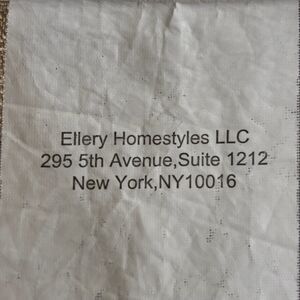 Ellery Homestyles LLC
295 5th Avenue,Suite 1212
New York,NY10016